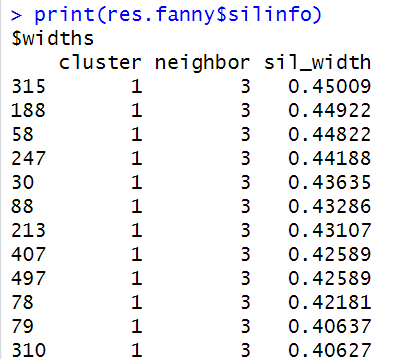 > print(res.fanny$silinfo)
$widths
cluster neighbor sil_width
315 1 3 0.45009
188 1 3 0.44922
58 1 3 0.44822
247 1 3 0.44188
30 1 3 0.43635
88 1 3 0.43286
213 1 3 0.43107
407 1 3 0.42589
497 1 3 0.42589
78 1 3 0.42181
79 1 3 0.40637
310 1 3 0.40627